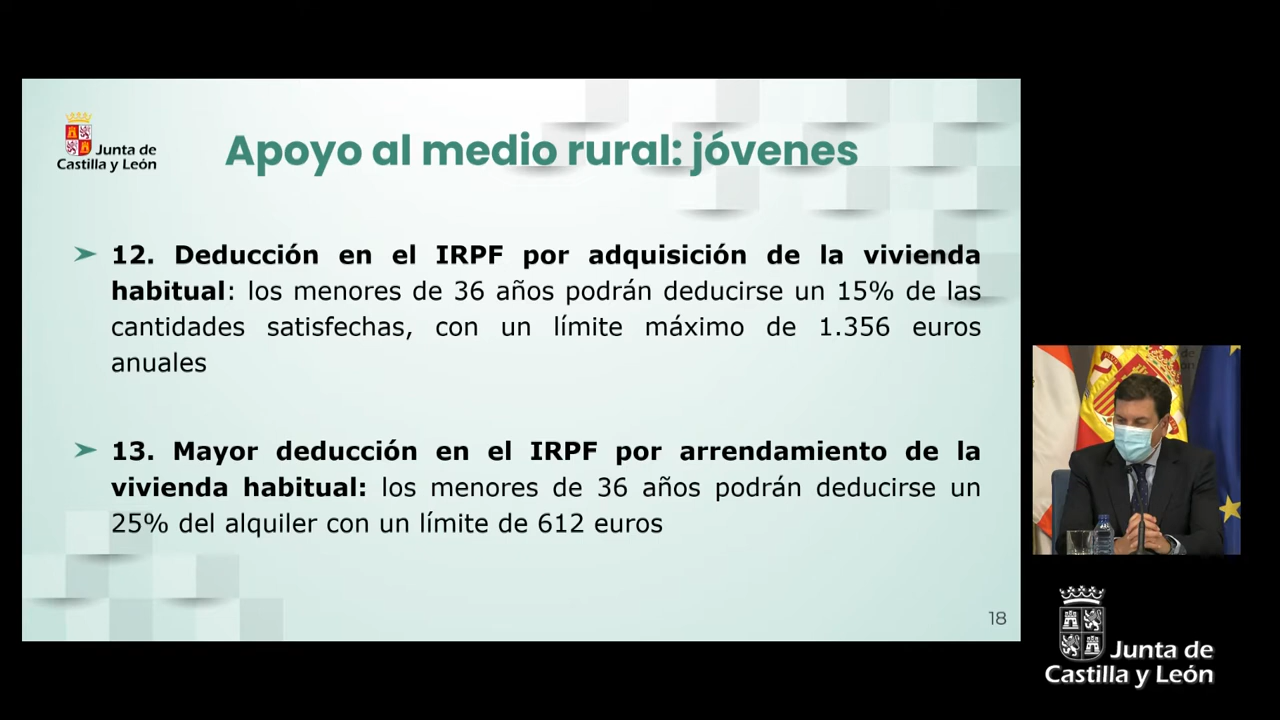 Junta de
Castilla y León
Apoyo al medio rural: jóvenes
➤ 12. Deducción en el IRPF por adquisición de la vivienda
habitual: los menores de 36 años podrán deducirse un 15% de las
cantidades satisfechas, con un límite máximo de 1.356 euros
anuales
➤ 13. Mayor deducción en el IRPF por arrendamiento de la
vivienda habitual: los menores de 36 años podrán deducirse un
25% del alquiler con un límite de 612 euros
18
Junta de
Castilla y León